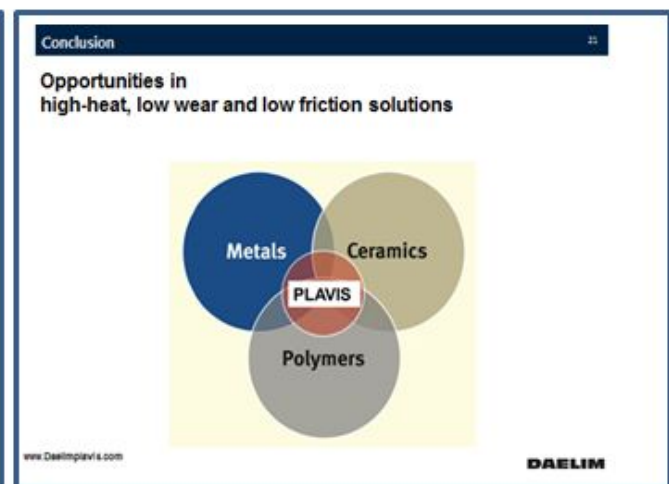 Conclusion
Opportunities in
high-heat, low wear and low friction solutions
Metals
Ceramics
PLAVIS
Polymers
www.Daelimplavis.com
DAELIM